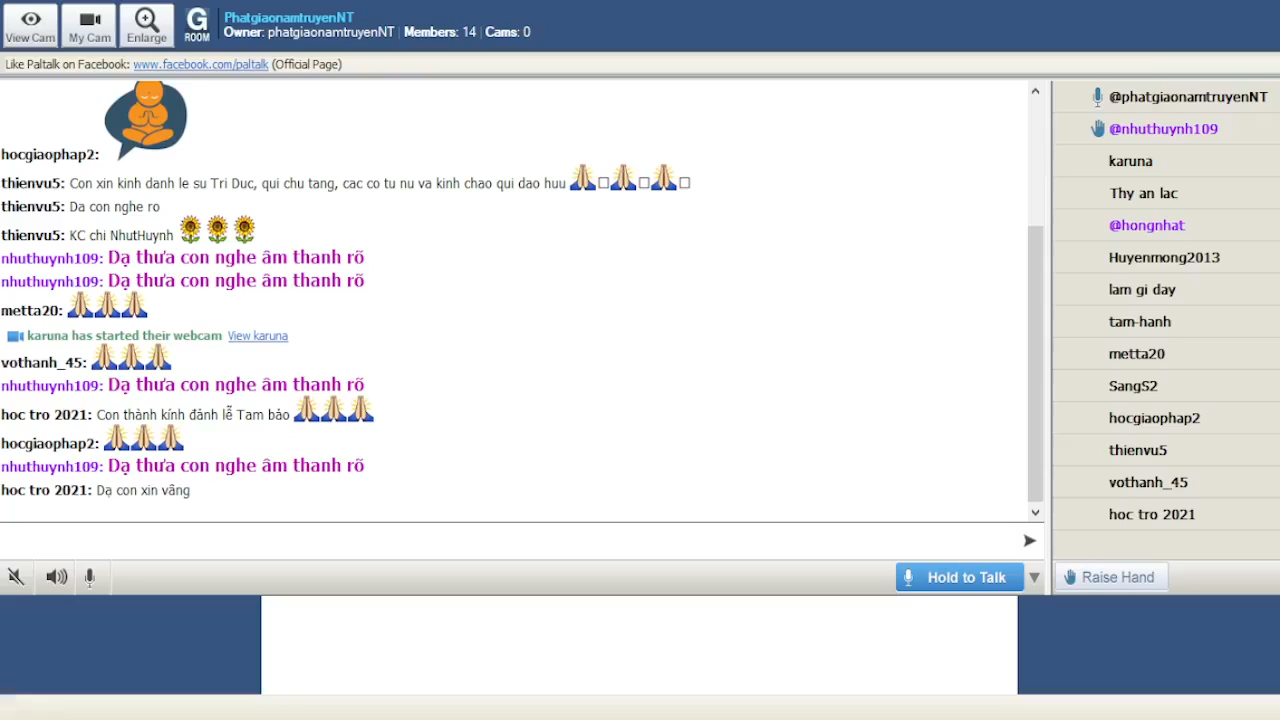 View Cam
My Cam
Enlarge
G
ROOM
PhatgiaonamtruyenNT
Owner: phatgiaonamtruyenNT | Members: 14 | Cams: 0
Like Paltalk on Facebook: www.facebook.com/paltalk (Official Page)
hocgiaophap2:
thienvu5: Con xin kinh danh le su Tri Duc, qui chu tang, cac co tu nu va kinh chao qui dao huu
thienvu5: Da con nghe ro
thienvu5: KC chi NhutHuynh
nhuthuynh109: Dạ thưa con nghe âm thanh rõ
nhuthuynh109: Dạ thưa con nghe âm thanh rõ
metta20:
karuna has started their webcam View karuna
vothanh_45:
nhuthuynh109: Dạ thưa con nghe âm thanh rõ
hoc tro 2021: Con thành kính đảnh lễ Tam bảo
hocgiaophap2:
nhuthuynh109: Dạ thưa con nghe âm thanh rõ
hoc tro 2021: Dạ con xin vâng
Hold to Talk
@phatgiaonamtruyenNT
@nhuthuynh109
karuna
Thy an lac
@hongnhat
Huyenmong2013
lam gi day
tam-hanh
metta20
SangS2
hocgiaophap2
thienvu5
vothanh_45
hoc tro 2021
Raise Hand